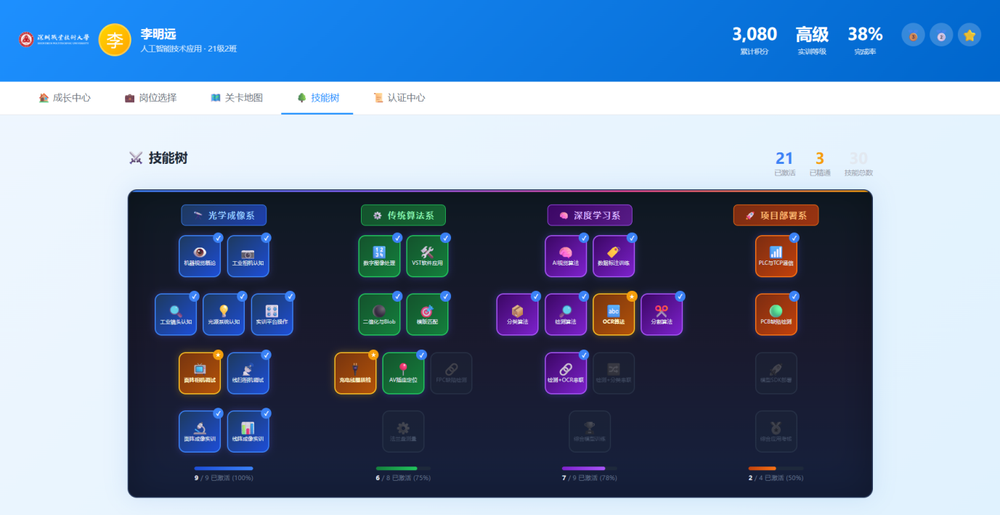 深圳职业技术大学
SHENZHEN POLYTECHNIC UNIVERSITY
李
李明远
人工智能技术应用 · 21级2班
3,080
累计积分
高级
实训等级
38%
完成率
成长中心
岗位选择
关卡地图
技能树
认证中心
技能树
21
已激活
3
已精通
30
技能总数
光学成像系
传统算法系
深度学习系
项目部署系
机器视觉概论
工业相机认知
数字图像处理
VST软件应用
AI视觉算法
数据标注训练
PLC与TCP通信
工业镜头认知
光源系统认知
实训平台操作
二值化与Blob
模版匹配
分类算法
检测算法
abc
OCR算法
分割算法
PCB缺陷检测
面阵相机调试
线扫相机调试
AV插座定位
FPC缺陷检测
检测+OCR串联
检测+分类串联
模型SDK部署
面阵成像实训
线阵成像实训
法兰盘测量
综合模型训练
综合应用考核
9 / 9 已激活 (100%)
6 / 8 已激活 (75%)
7 / 9 已激活 (78%)
2 / 4 已激活 (50%)